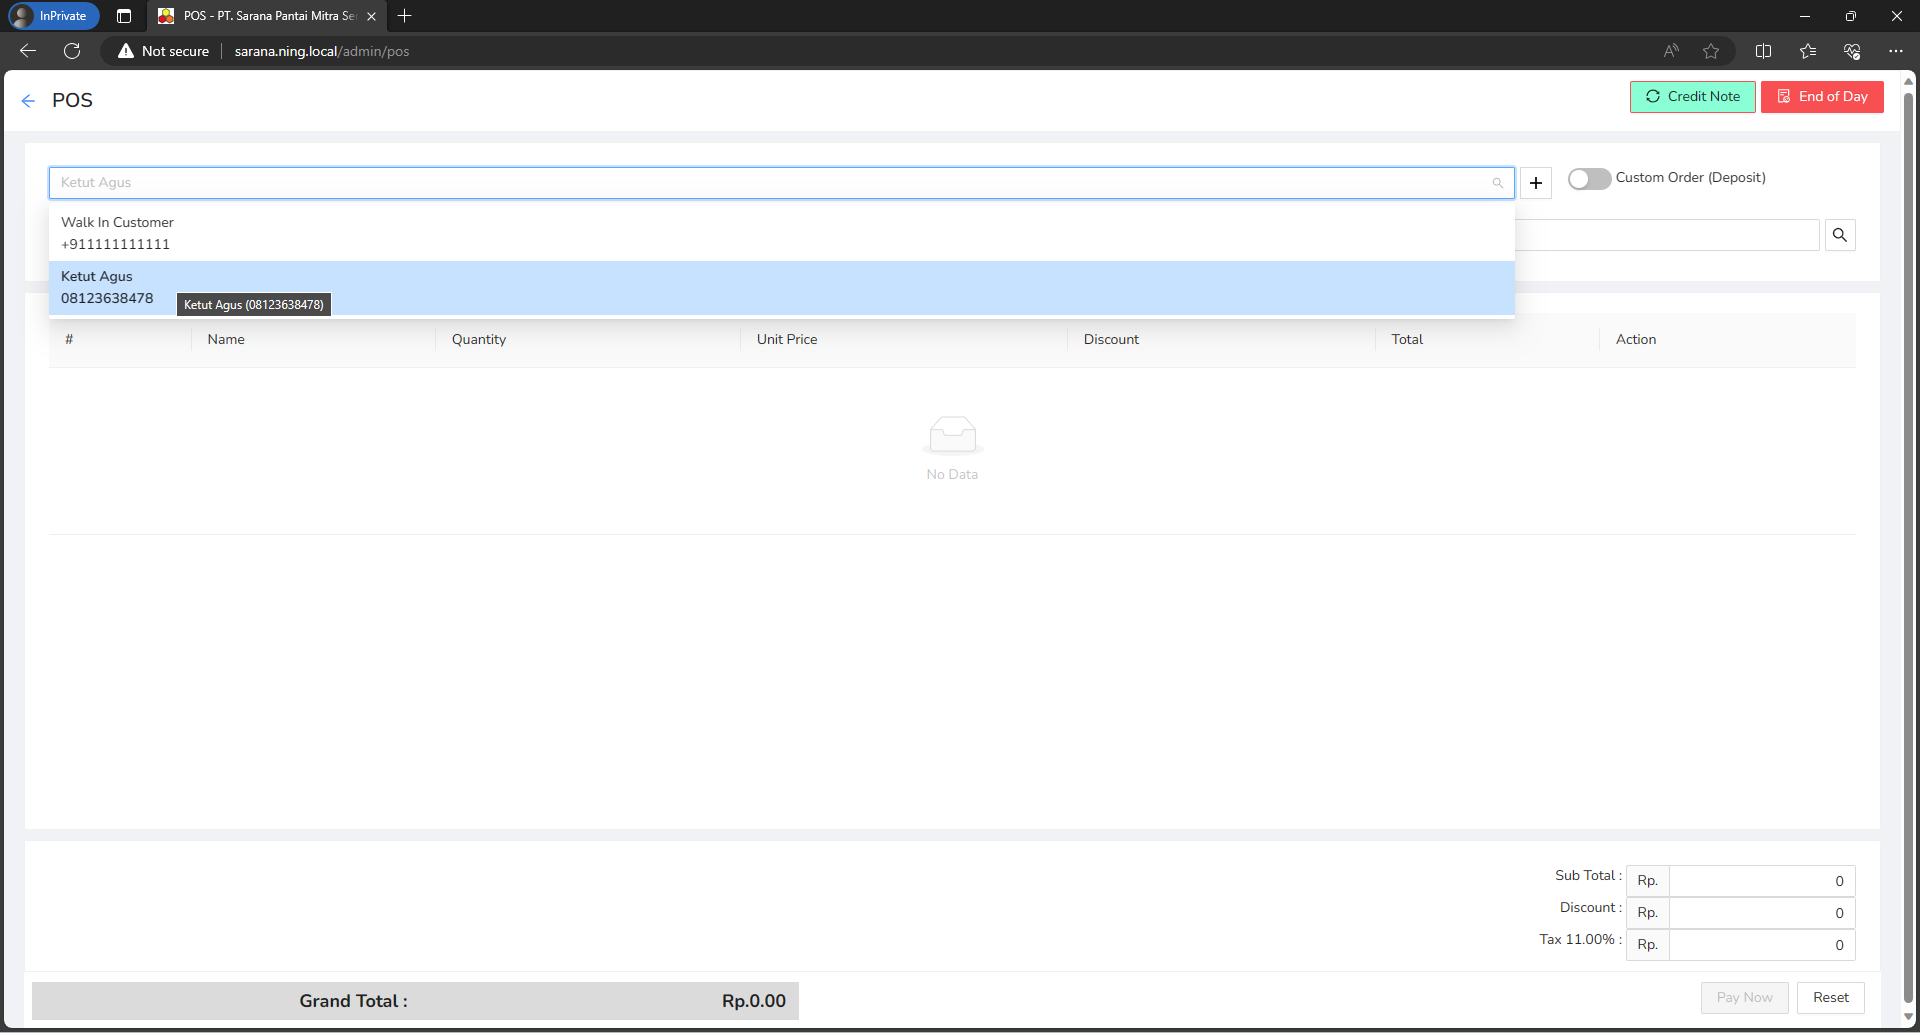 InPrivate
POS - PT. Sarana Pantai Mitra Se
Not secure
sarana.ning.local/admin/pos
POS
Credit Note
End of Day
Ketut Agus
Custom Order (Deposit)
Walk In Customer
+911111111111
Ketut Agus
08123638478
Ketut Agus (08123638478)
# Name Quantity Unit Price Discount Total Action
No Data
Sub Total : Rp. 0
Discount : Rp. 0
Tax 11.00% : Rp. 0
Grand Total : Rp.0.00
Pay Now
Reset